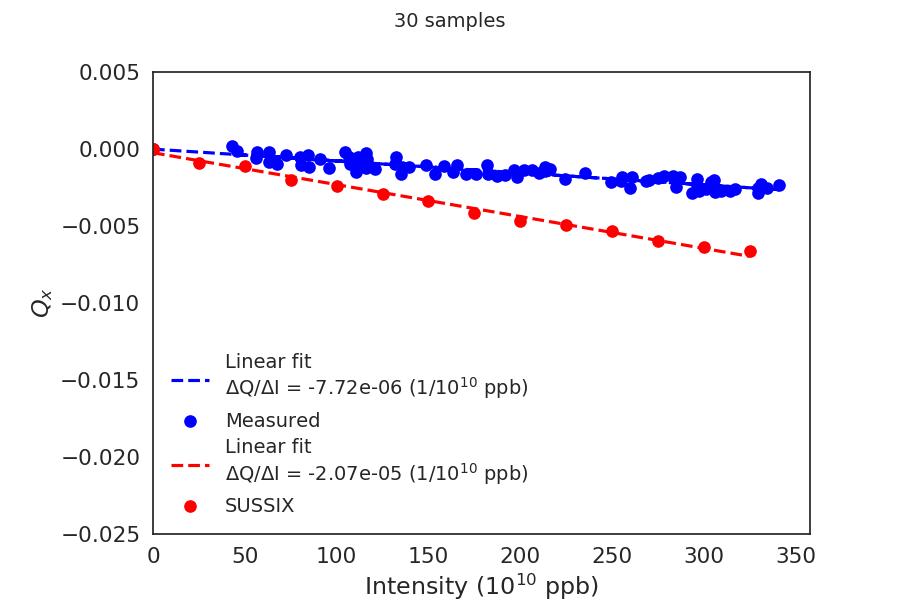 30 samples
0.005
0.000
−0.005
−0.010
−0.015
−0.020
−0.025
Qₓ
Linear fit
ΔQ/ΔI = -7.72e-06 (1/10¹⁰ ppb)
Measured
Linear fit
ΔQ/ΔI = -2.07e-05 (1/10¹⁰ ppb)
SUSSIX
0 50 100 150 200 250 300 350
Intensity (10¹⁰ ppb)